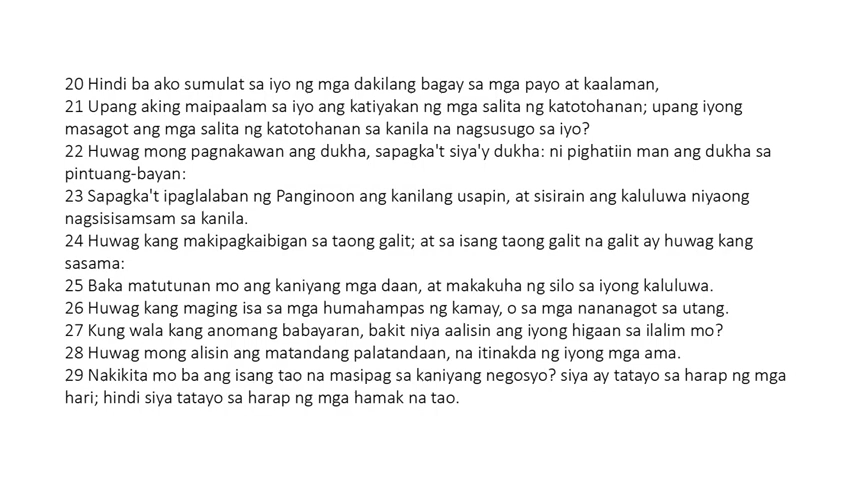 20 Hindi ba ako sumulat sa iyo ng mga dakilang bagay sa mga payo at kaalaman,
21 Upang aking maipaalam sa iyo ang katiyakan ng mga salita ng katotohanan; upang iyong
masagot ang mga salita ng katotohanan sa kanila na nagsusugo sa iyo?
22 Huwag mong pagnakawan ang dukha, sapagka't siya'y dukha: ni pighatiin man ang dukha sa
pintuang-bayan:
23 Sapagka't ipaglalaban ng Panginoon ang kanilang usapin, at sisirain ang kaluluwa niyaong
nagsisisamsam sa kanila.
24 Huwag kang makipagkaibigan sa taong galit; at sa isang taong galit na galit ay huwag kang
sasama:
25 Baka matutunan mo ang kaniyang mga daan, at makakuha ng silo sa iyong kaluluwa.
26 Huwag kang maging isa sa mga humahampas ng kamay, o sa mga nananagot sa utang.
27 Kung wala kang anomang babayaran, bakit niya aalisin ang iyong higaan sa ilalim mo?
28 Huwag mong alisin ang matandang palatandaan, na itinakda ng iyong mga ama.
29 Nakikita mo ba ang isang tao na masipag sa kaniyang negosyo? siya ay tatayo sa harap ng mga
hari; hindi siya tatayo sa harap ng mga hamak na tao.